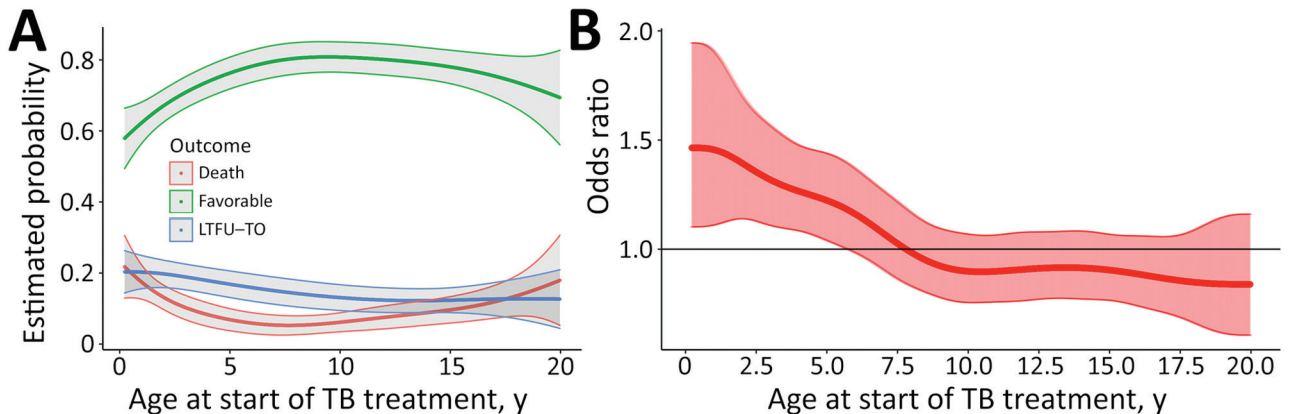 A
Estimated probability
0.8
0.6
0.4
0.2
0
Outcome
Death
Favorable
LTFU–TO
0
5
10
15
20
Age at start of TB treatment, y
B
Odds ratio
2.0
1.5
1.0
0.0
2.5
5.0
7.5
10.0
12.5
15.0
17.5
20.0
Age at start of TB treatment, y